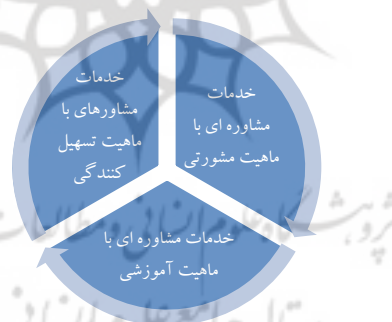 خدمات
مشاوره ای با
ماهیت مشورتی
خدمات مشاوره ای با
ماهیت آموزشی
خدمات
مشاورهای با
ماهیت تسهیل
کنندگی